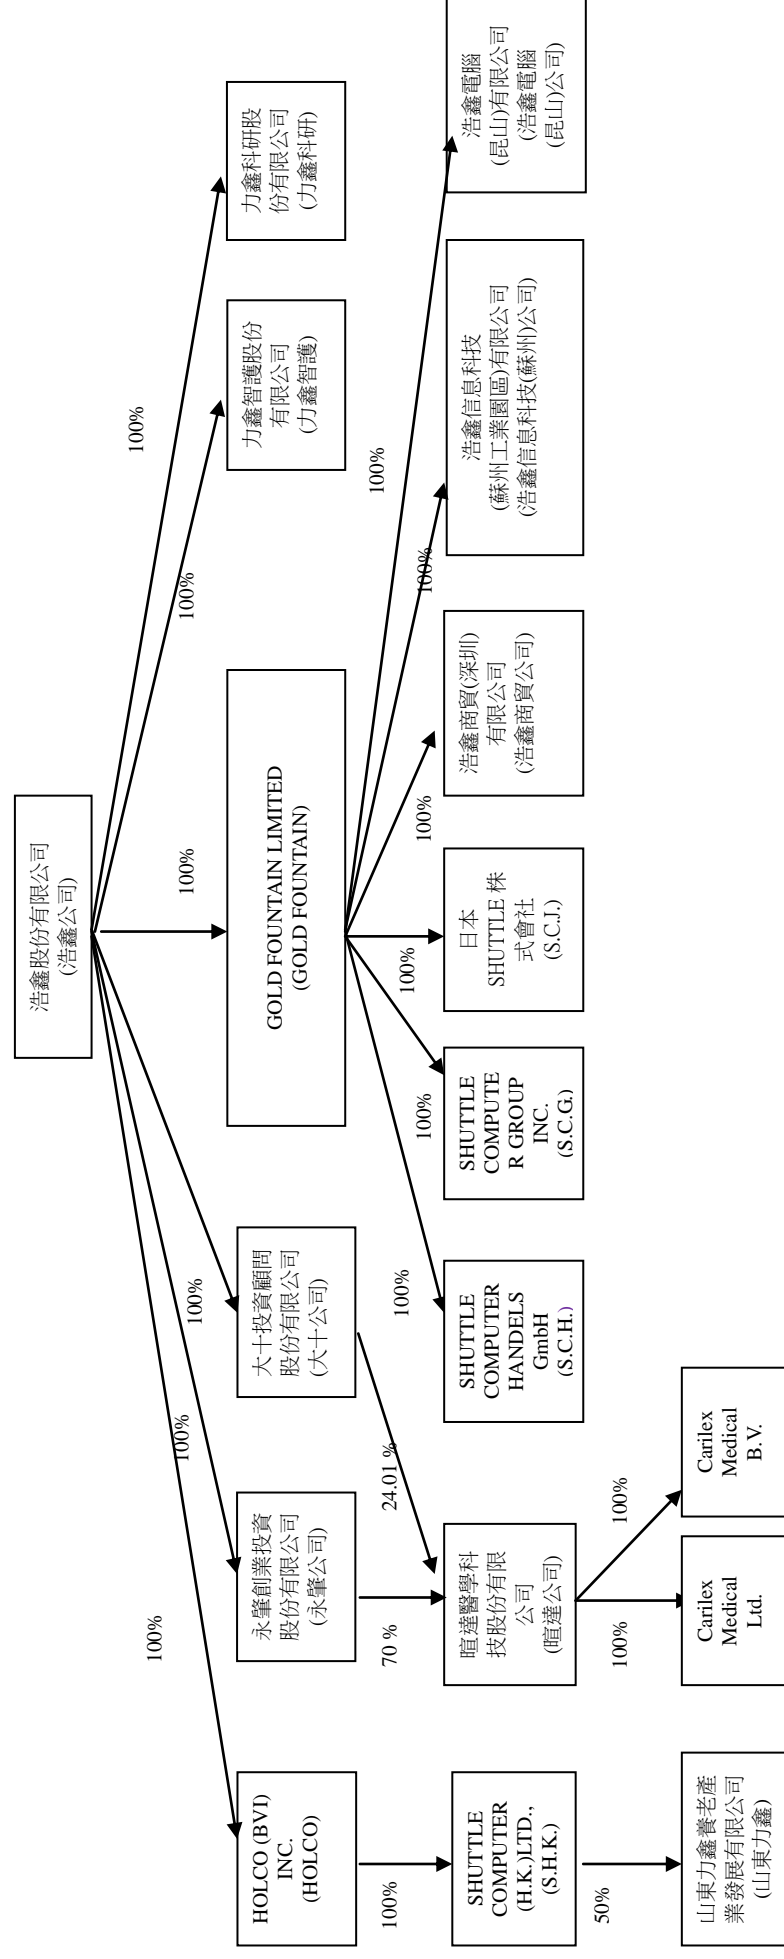 浩鑫股份有限公司
(浩鑫公司)
100%
100%
100%
100%
100%
100%
HOLCO (BVI)
INC.
(HOLCO)
永肇創業投資
股份有限公司
(永肇公司)
大十投資顧問
股份有限公司
(大十公司)
GOLD FOUNTAIN LIMITED
(GOLD FOUNTAIN)
力鑫智護股份
有限公司
(力鑫智護)
力鑫科研股
份有限公司
(力鑫科研)
100%
70 %
24.01 %
100%
100%
100%
100%
100%
100%
SHUTTLE
COMPUTER
(H.K.)LTD.,
(S.H.K.)
暄達醫學科
技股份有限
公司
(暄達公司)
SHUTTLE
COMPUTER
HANDELS
GmbH
(S.C.H.)
SHUTTLE
COMPUTE
R GROUP
INC.
(S.C.G.)
日本
SHUTTLE 株
式會社
(S.C.J.)
浩鑫商貿(深圳)
有限公司
(浩鑫商貿公司)
浩鑫信息科技
(蘇州工業園區)有限公司
(浩鑫信息科技(蘇州)公司)
浩鑫電腦
(昆山)有限公司
(浩鑫電腦
(昆山)公司)
50%
100%
100%
山東力鑫養老產
業發展有限公司
(山東力鑫)
Carilex
Medical
Ltd.
Carilex
Medical
B.V.